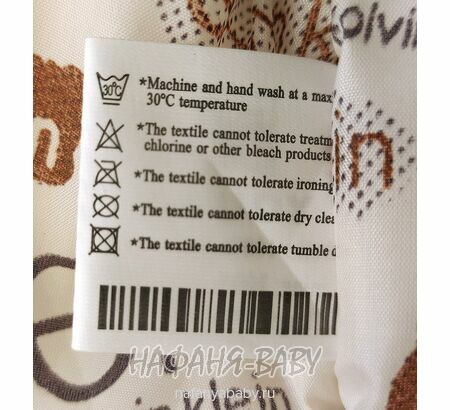 30°C
*Machine and hand wash at a max
30°C temperature
*The textile cannot tolerate treatm
chlorine or other bleach products
*The textile cannot tolerate ironing
*The textile cannot tolerate dry clea
*The textile cannot tolerate tumble d
НАФАНЯ-BABY
nafanyababy.ru